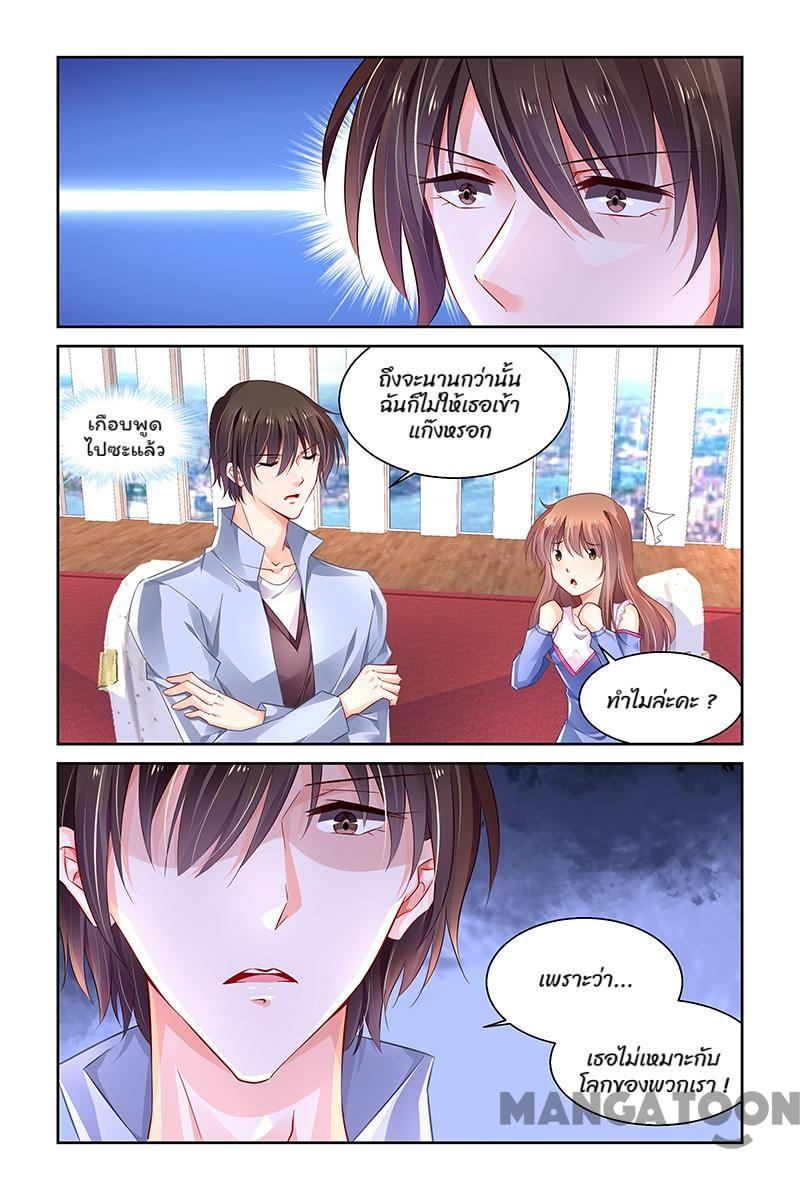 เกือบพูด
ไปซะแล้ว
ถึงจะนานกว่านั้น
ฉันก็ไม่ให้เธอเข้า
แก๊งหรอก
ทำไมล่ะคะ ?
เพราะว่า...
เธอไม่เหมาะกับ
โลกของพวกเรา !
MANGATOON